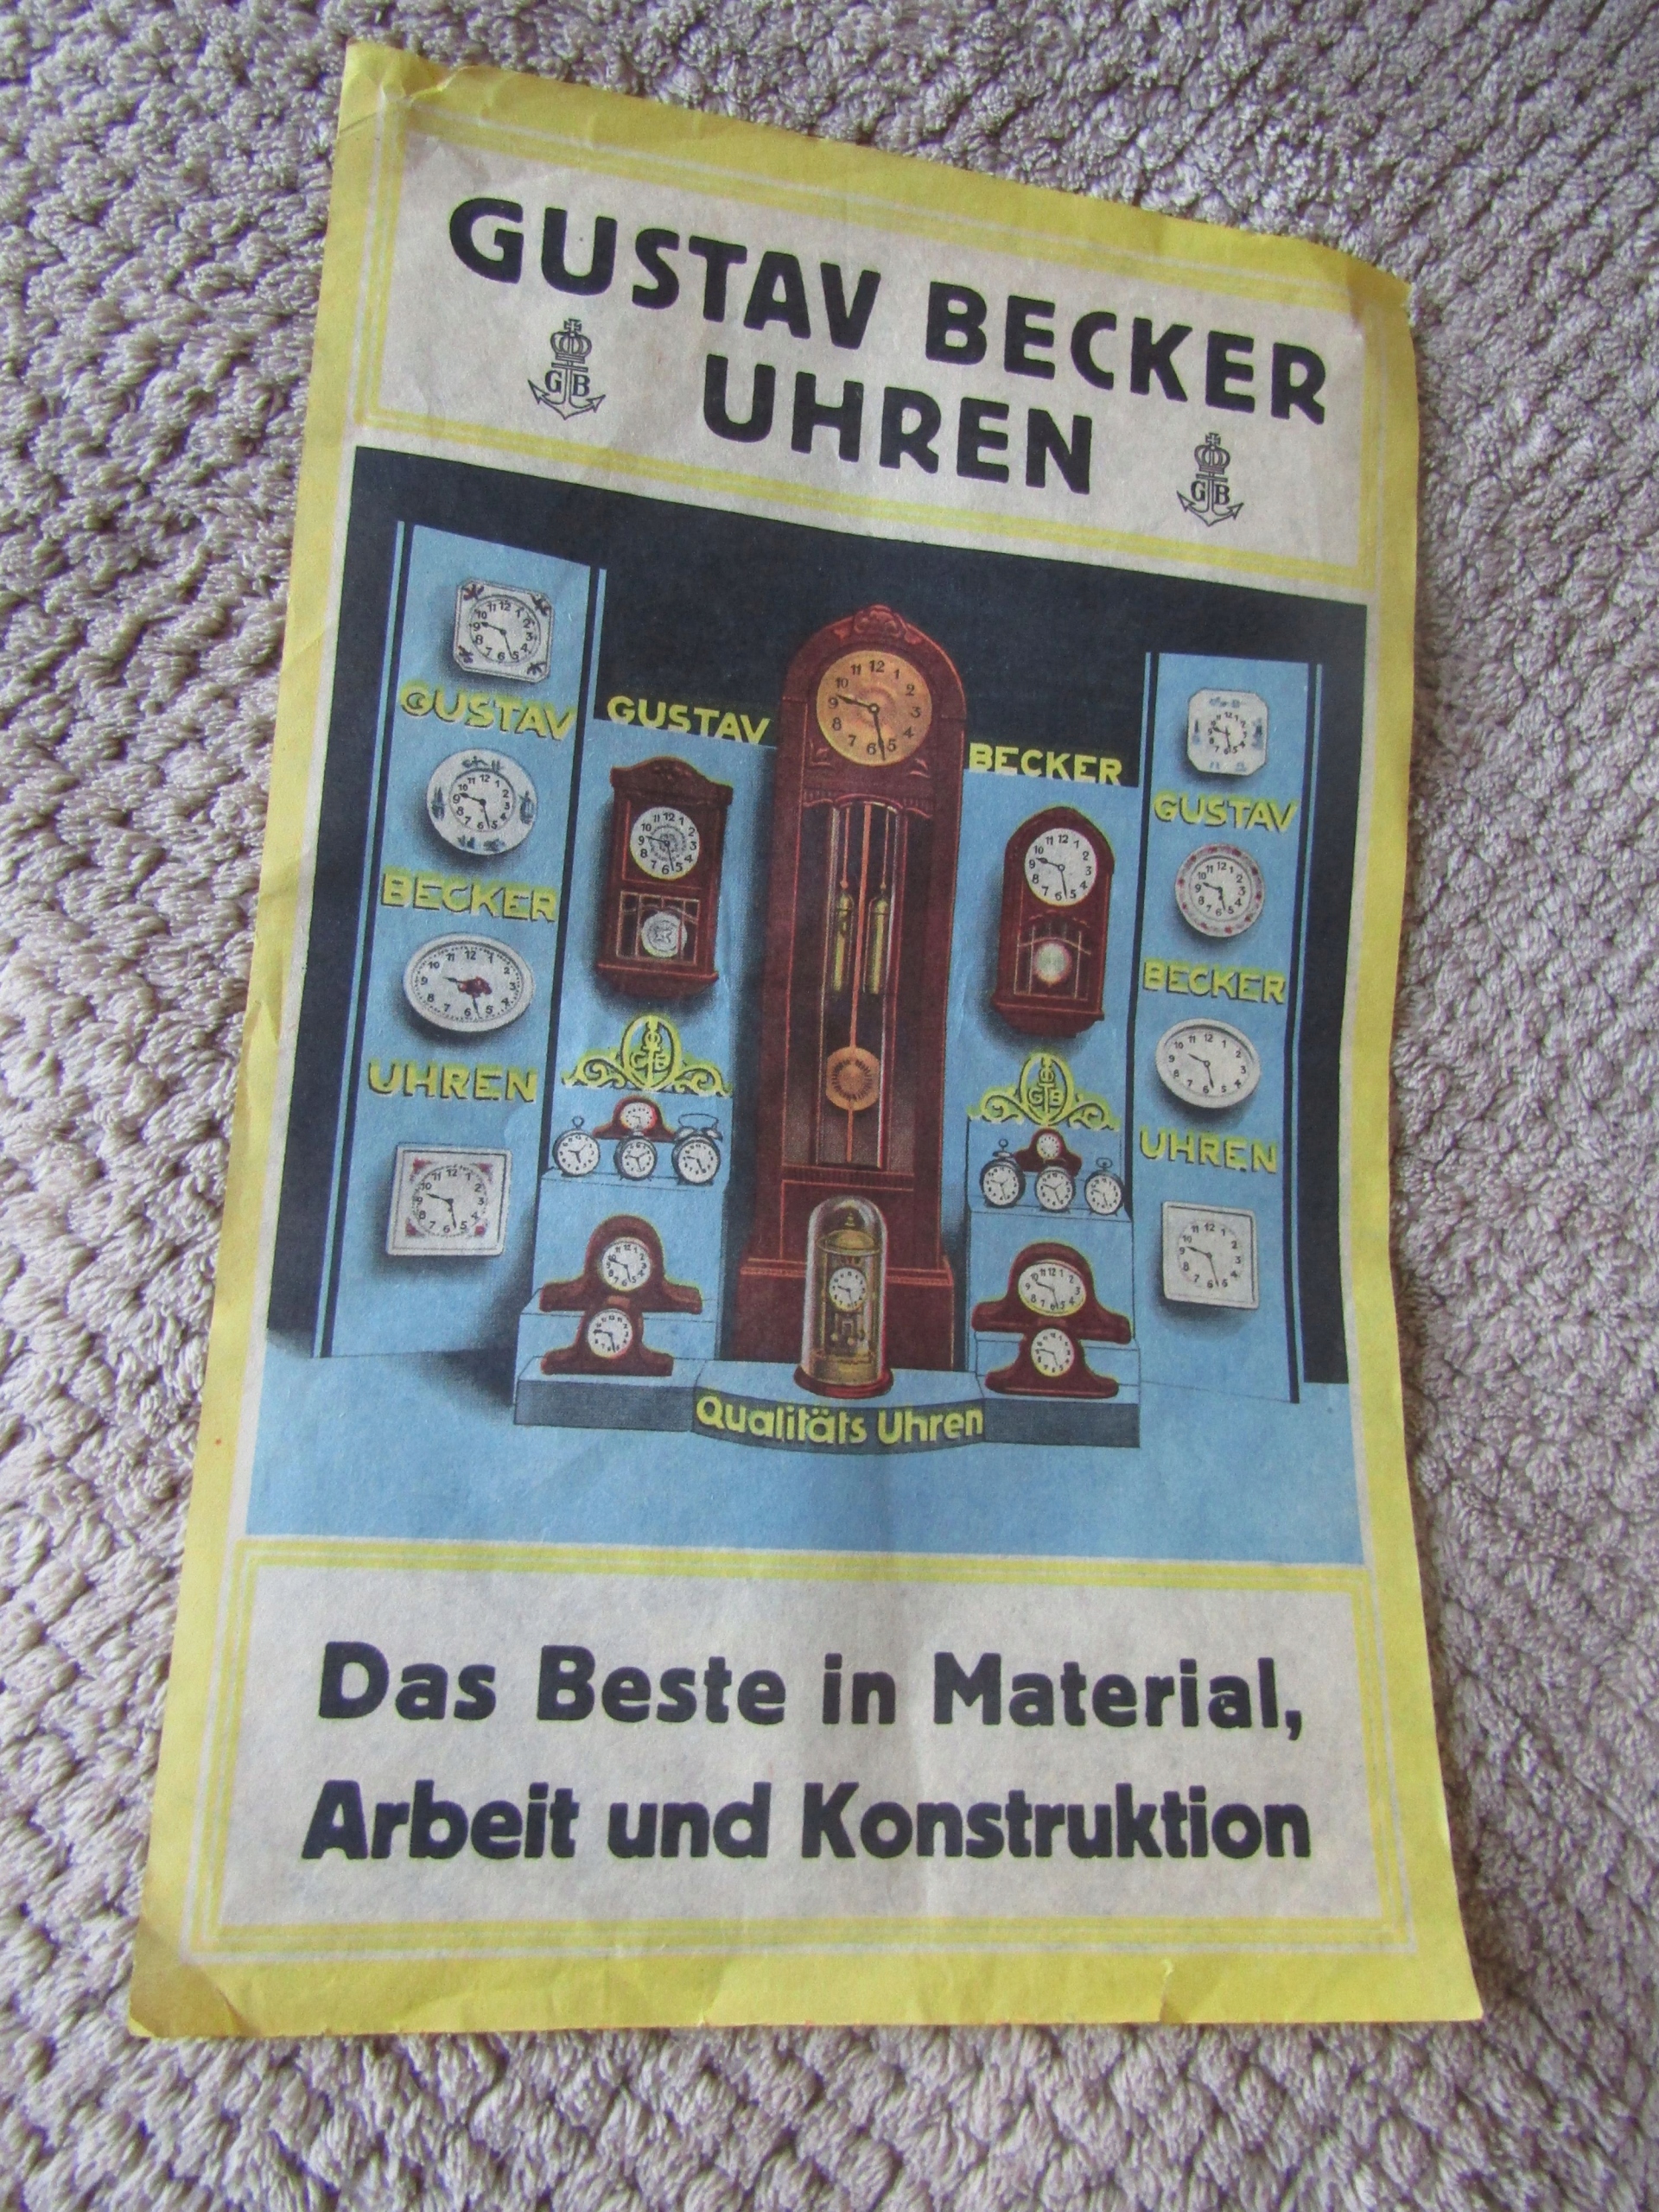 GUSTAV BECKER
UHREN
G B
G B
GUSTAV
BECKER
UHREN
GUSTAV
BECKER
GUSTAV
BECKER
UHREN
G B
G B
Qualitäts Uhren
Das Beste in Material,
Arbeit und Konstruktion